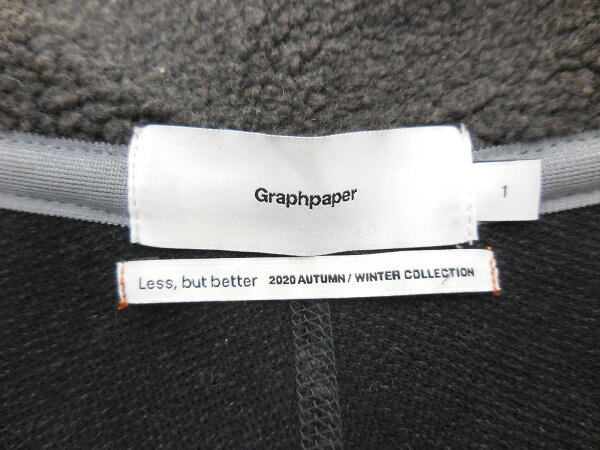 Graphpaper
1
Less, but better 2020 AUTUMN / WINTER COLLECTION